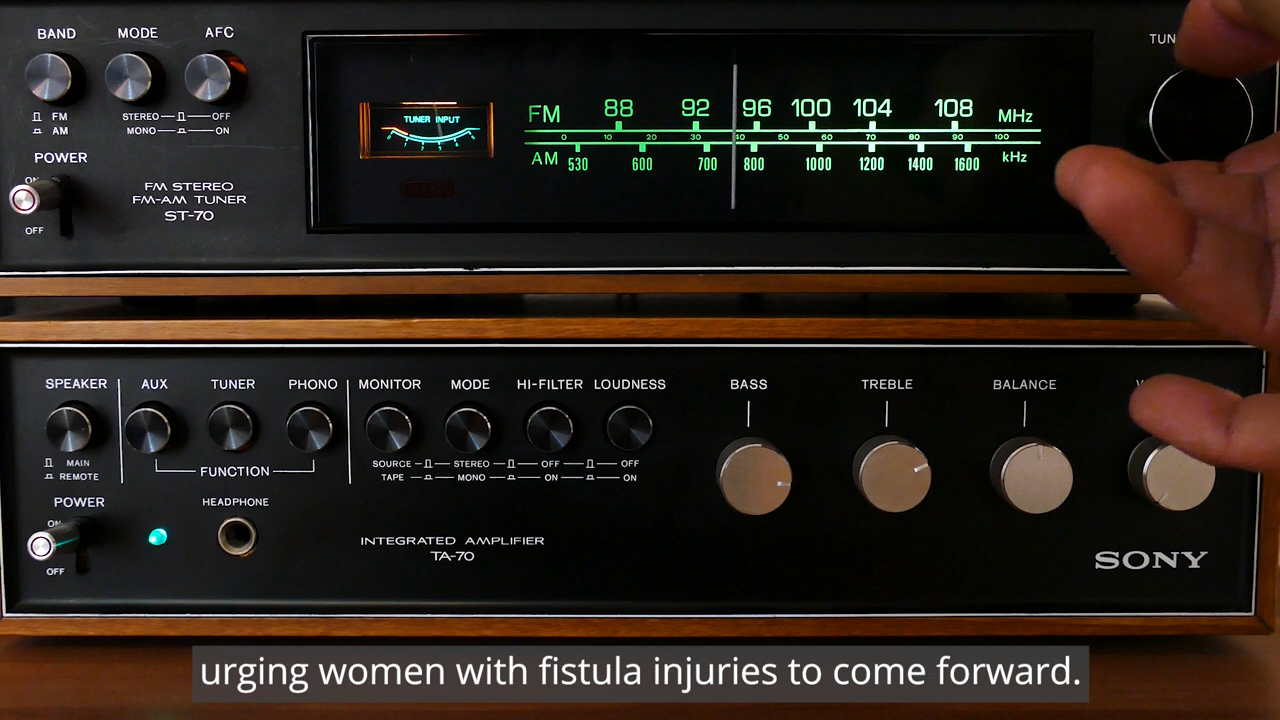 BAND MODE AFC TUN
FM STEREO OFF
AM MONO ON
POWER
ON
OFF
FM STEREO
FM-AM TUNER
ST-70
TUNER INPUT
FM 88 92 96 100 104 108 MHz
0 10 20 30 40 50 60 70 80 90 100
AM 530 600 700 800 1000 1200 1400 1600 kHz
SPEAKER AUX TUNER PHONO MONITOR MODE HI-FILTER LOUDNESS BASS TREBLE BALANCE
MAIN
REMOTE
FUNCTION
SOURCE STEREO OFF OFF
TAPE MONO ON ON
POWER
ON
OFF
HEADPHONE
INTEGRATED AMPLIFIER
TA-70
SONY
urging women with fistula injuries to come forward.